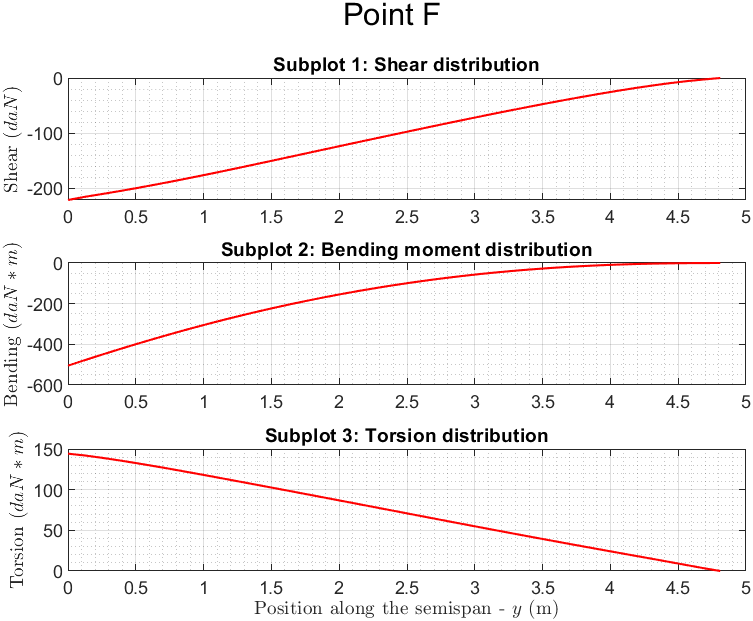 Point F
Subplot 1: Shear distribution
Shear (daN)
0
-100
-200
0 0.5 1 1.5 2 2.5 3 3.5 4 4.5 5
Subplot 2: Bending moment distribution
Bending (daN * m)
0
-200
-400
-600
0 0.5 1 1.5 2 2.5 3 3.5 4 4.5 5
Subplot 3: Torsion distribution
Torsion (daN * m)
150
100
50
0
0 0.5 1 1.5 2 2.5 3 3.5 4 4.5 5
Position along the semispan - y (m)